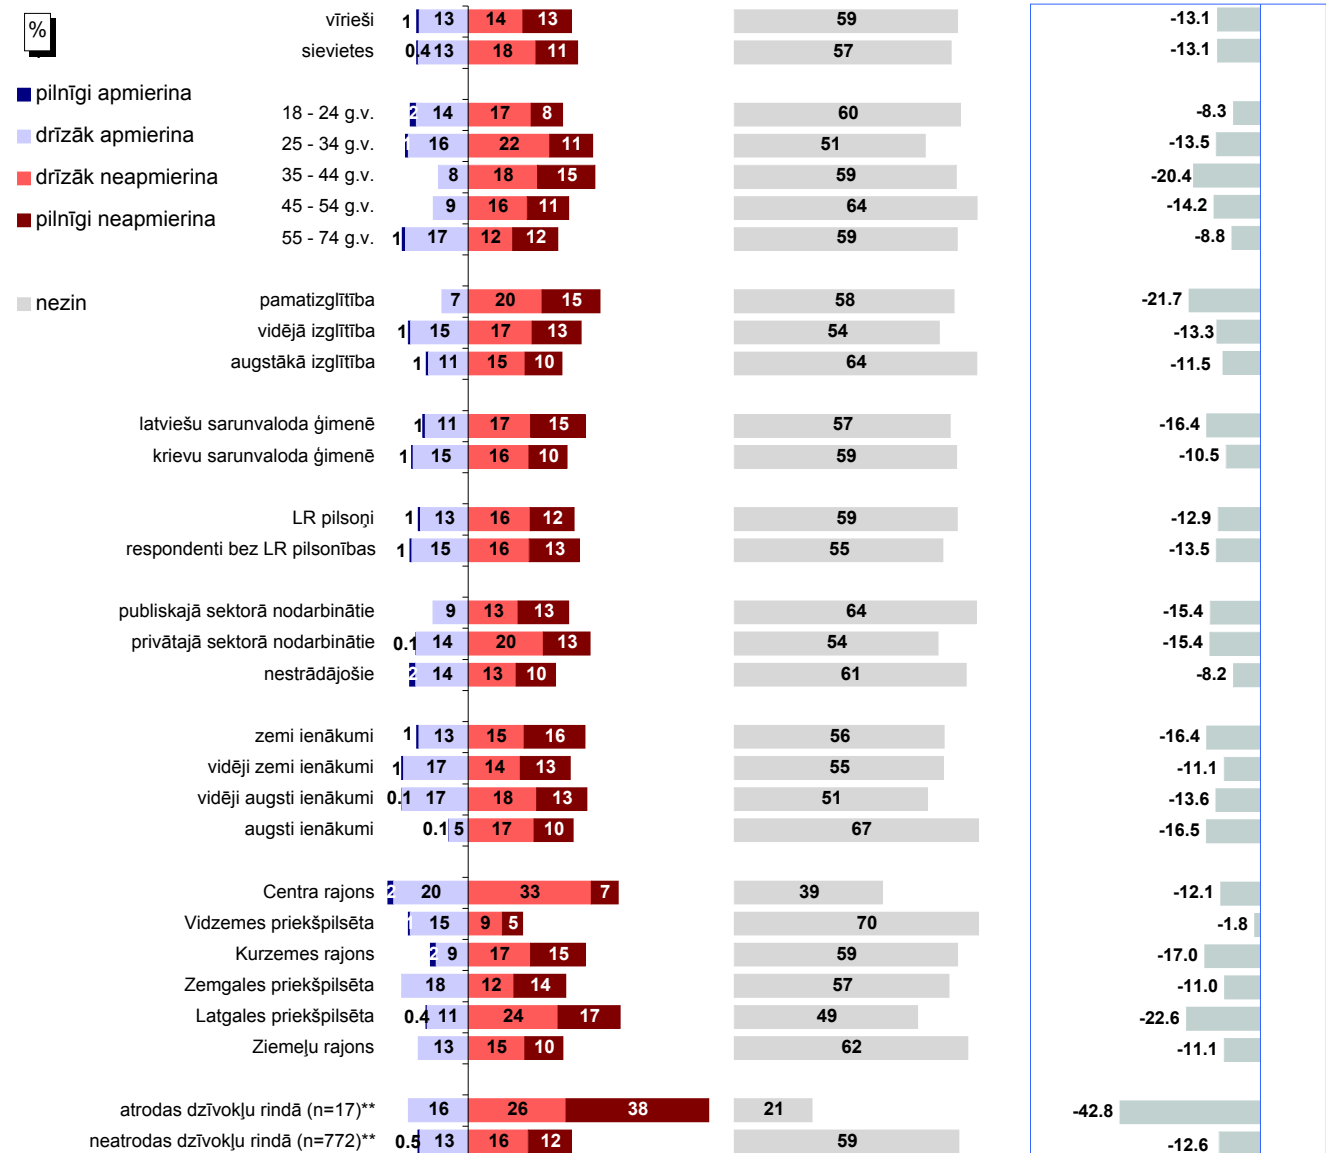 %
pilnīgi apmierina
drīzāk apmierina
drīzāk neapmierina
pilnīgi neapmierina
nezin
vīrieši 1 13 14 13 59 -13.1
sievietes 0.4 13 18 11 57 -13.1
18 - 24 g.v. 2 14 17 8 60 -8.3
25 - 34 g.v. 1 16 22 11 51 -13.5
35 - 44 g.v. 8 18 15 59 -20.4
45 - 54 g.v. 9 16 11 64 -14.2
55 - 74 g.v. 1 17 12 12 59 -8.8
pamatizglītība 7 20 15 58 -21.7
vidējā izglītība 1 15 17 13 54 -13.3
augstākā izglītība 1 11 15 10 64 -11.5
latviešu sarunvaloda ģimenē 1 11 17 15 57 -16.4
krievu sarunvaloda ģimenē 1 15 16 10 59 -10.5
LR pilsoņi 1 13 16 12 59 -12.9
respondenti bez LR pilsonības 1 15 16 13 55 -13.5
publiskajā sektorā nodarbinātie 9 13 13 64 -15.4
privātajā sektorā nodarbinātie 0.1 14 20 13 54 -15.4
nestrādājošie 2 14 13 10 61 -8.2
zemi ienākumi 1 13 15 16 56 -16.4
vidēji zemi ienākumi 1 17 14 13 55 -11.1
vidēji augsti ienākumi 0.1 17 18 13 51 -13.6
augsti ienākumi 0.1 5 17 10 67 -16.5
Centra rajons 2 20 33 7 39 -12.1
Vidzemes priekšpilsēta 1 15 9 5 70 -1.8
Kurzemes rajons 2 9 17 15 59 -17.0
Zemgales priekšpilsēta 18 12 14 57 -11.0
Latgales priekšpilsēta 0.4 11 24 17 49 -22.6
Ziemeļu rajons 13 15 10 62 -11.1
atrodas dzīvokļu rindā (n=17)** 16 26 38 21 -42.8
neatrodas dzīvokļu rindā (n=772)** 0.5 13 16 12 59 -12.6